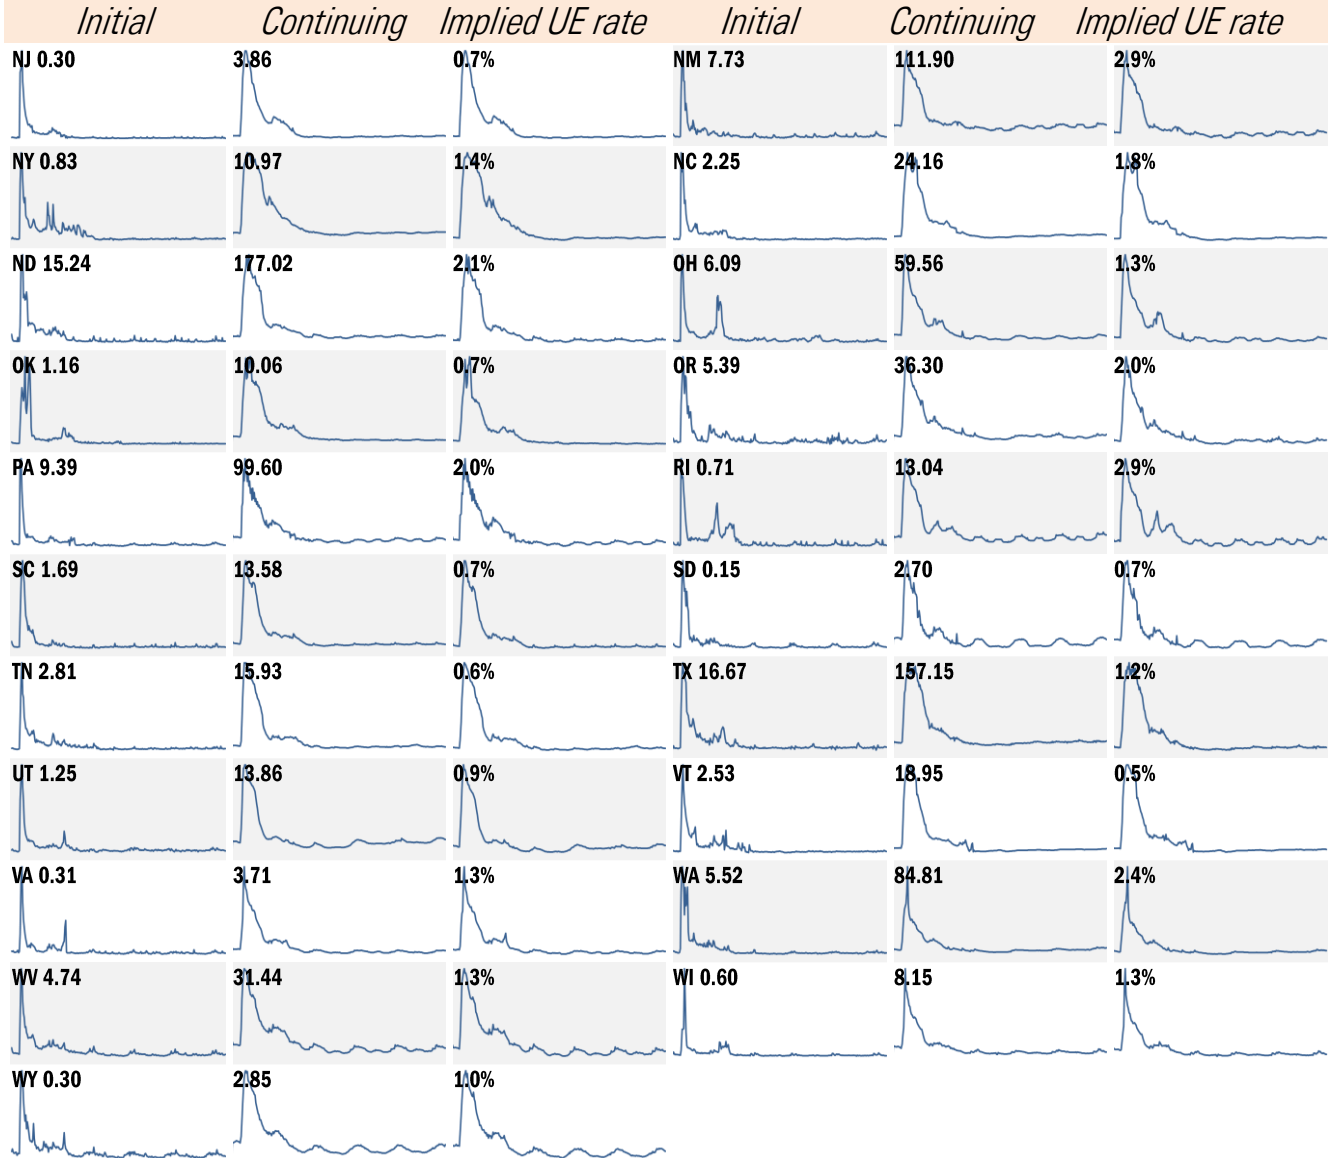 Initial Continuing Implied UE rate Initial Continuing Implied UE rate
NJ 0.30 3.86 0.7% NM 7.73 111.90 2.9%
NY 0.83 10.97 1.4% NC 2.25 24.16 1.8%
ND 15.24 177.02 2.1% OH 6.09 59.56 1.3%
OK 1.16 10.06 0.7% OR 5.39 36.30 2.0%
PA 9.39 99.60 2.0% RI 0.71 13.04 2.9%
SC 1.69 13.58 0.7% SD 0.15 2.70 0.7%
TN 2.81 15.93 0.6% TX 16.67 157.15 1.2%
UT 1.25 13.86 0.9% VT 2.53 18.95 0.5%
VA 0.31 3.71 1.3% WA 5.52 84.81 2.4%
WV 4.74 31.44 1.3% WI 0.60 8.15 1.3%
WY 0.30 2.85 1.0%